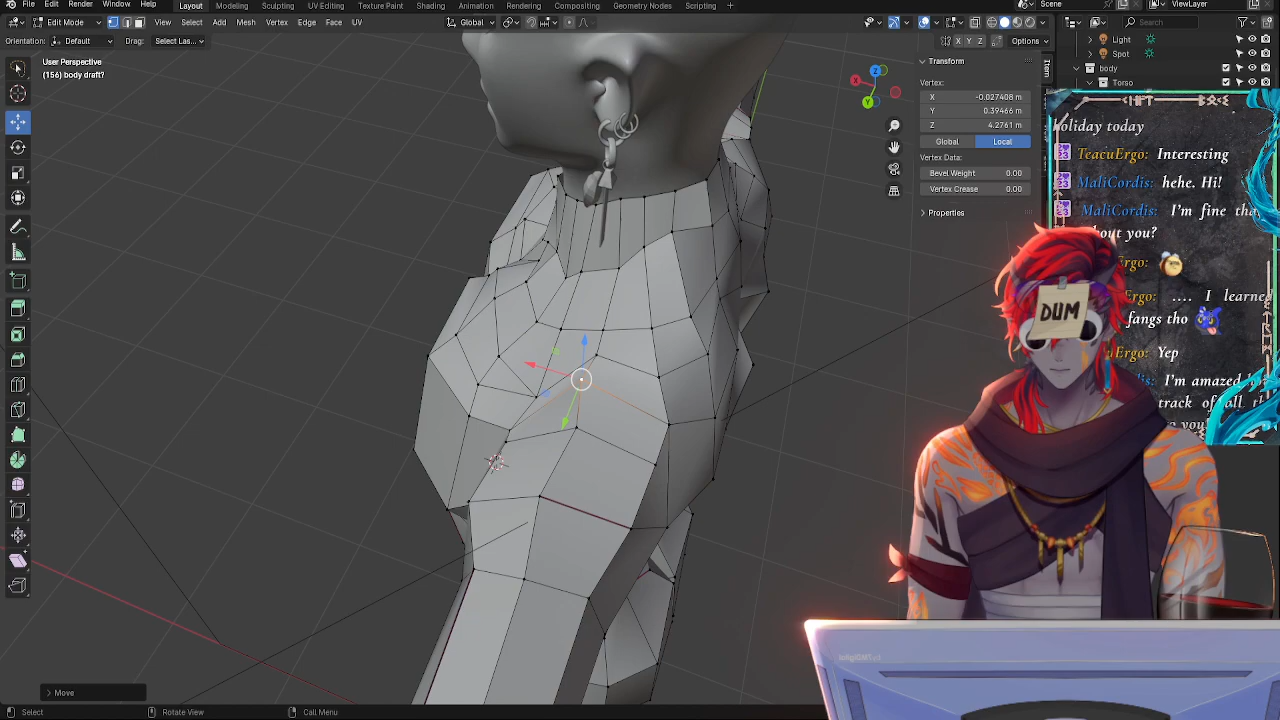 File Edit Render Window Help Layout Modeling Sculpting UV Editing Texture Paint Shading Animation Rendering Compositing Geometry Nodes Scripting + Scene ViewLayer
Edit Mode View Select Add Mesh Vertex Edge Face UV Global Search
Orientation: Default Drag: Select Las... X Y Z Options
Light
Spot
body
Torso
User Perspective
(156) body draft?
Transform
Vertex:
X -0.027408 m
Y 0.39466 m
Z 4.2761 m
Global Local
Vertex Data:
Bevel Weight 0.00
Vertex Crease 0.00
Properties
X
Y
Z
oliday today
TeacuErgo: Interesting
MaliCordis: hehe. Hi!
MaliCordis: I'm fine tha
bout you?
Ergo:
Ergo: .... I learned
fangs tho
uErgo: Yep
dis: I'm amazed
track of all. t
DUM
Move
Select Rotate View Call Menu